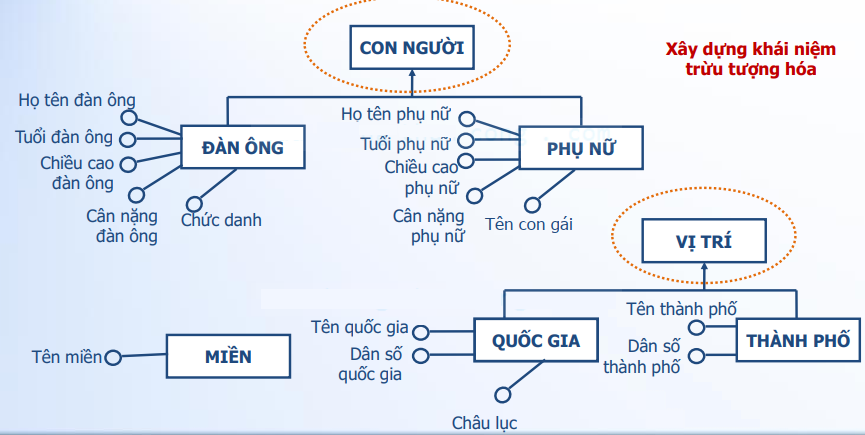 CON NGƯỜI
Xây dựng khái niệm
trừu tượng hóa
Họ tên đàn ông
Tuổi đàn ông
Chiều cao
đàn ông
Cân nặng
đàn ông
Chức danh
ĐÀN ÔNG
Họ tên phụ nữ
Tuổi phụ nữ
Chiều cao
phụ nữ
Cân nặng
phụ nữ
Tên con gái
PHỤ NỮ
VỊ TRÍ
Tên miền
MIỀN
Tên quốc gia
Dân số
quốc gia
QUỐC GIA
Châu lục
Tên thành phố
Dân số
thành phố
THÀNH PHỐ